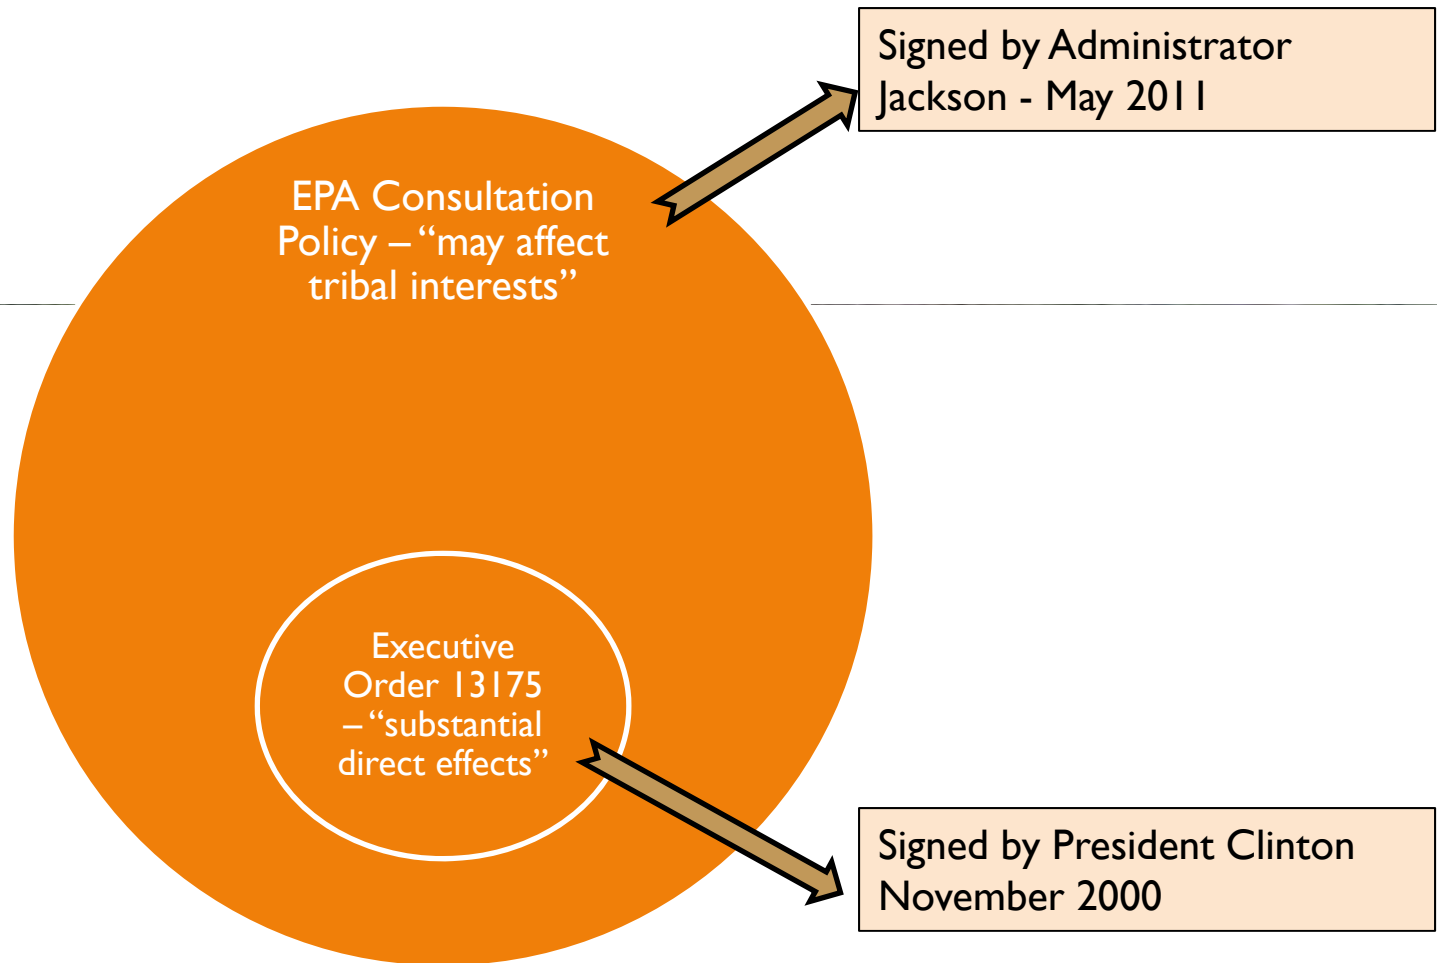 Signed by Administrator
Jackson - May 2011
EPA Consultation
Policy – “may affect
tribal interests”
Executive
Order 13175
– “substantial
direct effects”
Signed by President Clinton
November 2000